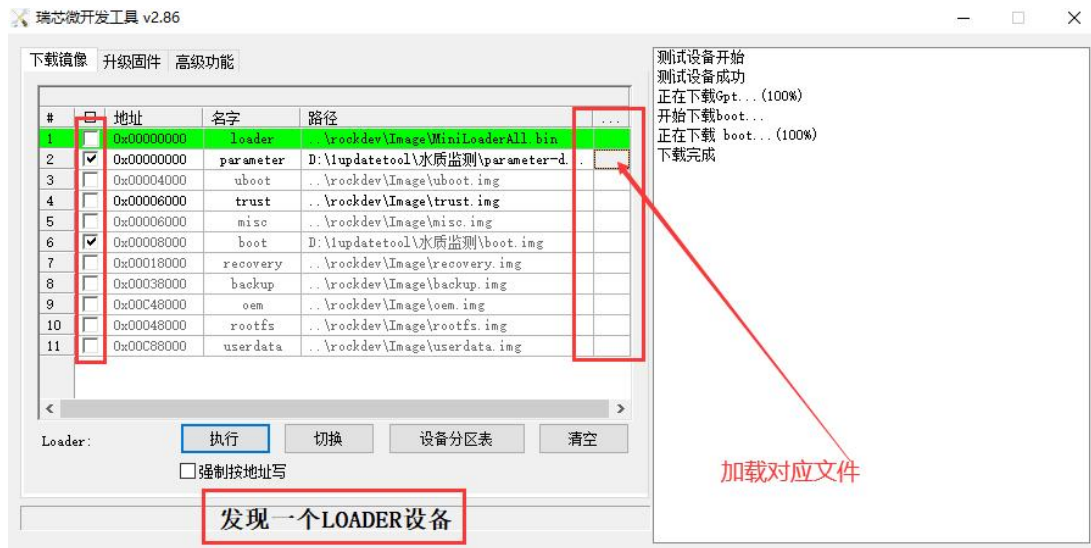 瑞芯微开发工具 v2.86
下载镜像 升级固件 高级功能
# 地址 名字 路径 ...
1 0x00000000 loader ..\rockdev\Image\MiniLoaderAll.bin
2 0x00000000 parameter D:\1updatetool\水质监测\parameter-d...
3 0x00004000 uboot ..\rockdev\Image\uboot.img
4 0x00006000 trust ..\rockdev\Image\trust.img
5 0x00006000 misc ..\rockdev\Image\misc.img
6 0x00008000 boot D:\1updatetool\水质监测\boot.img
7 0x00018000 recovery ..\rockdev\Image\recovery.img
8 0x00038000 backup ..\rockdev\Image\backup.img
9 0x00C48000 oem ..\rockdev\Image\oem.img
10 0x00048000 rootfs ..\rockdev\Image\rootfs.img
11 0x00C88000 userdata ..\rockdev\Image\userdata.img
Loader: 执行 切换 设备分区表 清空
强制按地址写
发现一个LOADER设备
测试设备开始
测试设备成功
正在下载Gpt...(100%)
开始下载boot...
正在下载 boot...(100%)
下载完成
加载对应文件